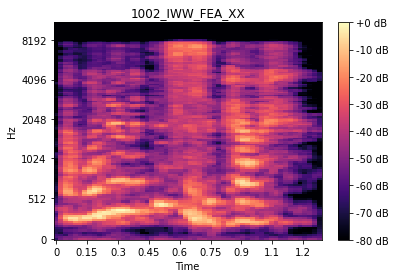 1002_IWW_FEA_XX
Hz
8192
4096
2048
1024
512
0
0 0.15 0.3 0.45 0.6 0.75 0.9 1.1 1.2
Time
+0 dB
-10 dB
-20 dB
-30 dB
-40 dB
-50 dB
-60 dB
-70 dB
-80 dB